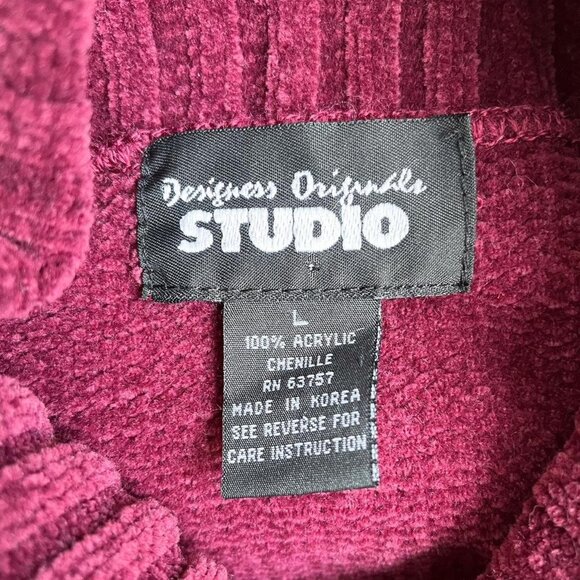 Designers Originals
STUDIO
L
100% ACRYLIC
CHENILLE
RN 63757
MADE IN KOREA
SEE REVERSE FOR
CARE INSTRUCTION